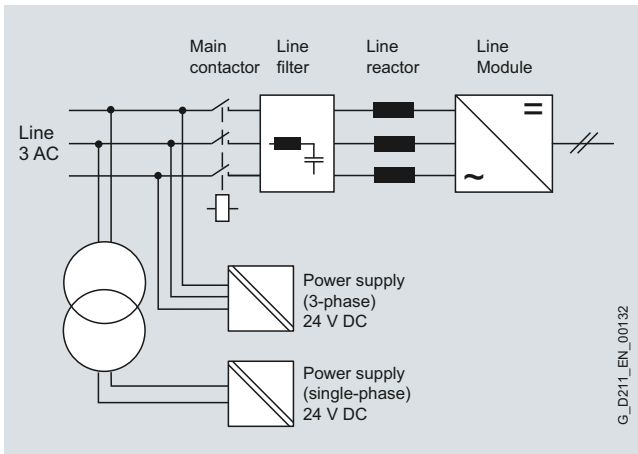 Main
contactor
Line
filter
Line
reactor
Line
Module
Line
3 AC
=
~
Power supply
(3-phase)
24 V DC
Power supply
(single-phase)
24 V DC
G_D211_EN_00132